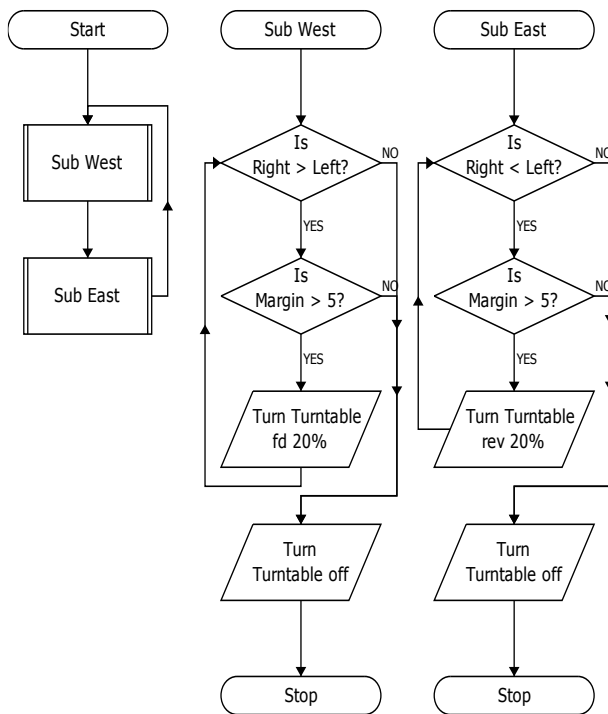 Start
Sub West
Sub East
Sub West
Is
Right > Left?
NO
YES
Is
Margin > 5?
NO
YES
Turn Turntable
fd 20%
Turn
Turntable off
Stop
Sub East
Is
Right < Left?
NO
YES
Is
Margin > 5?
NO
YES
Turn Turntable
rev 20%
Turn
Turntable off
Stop